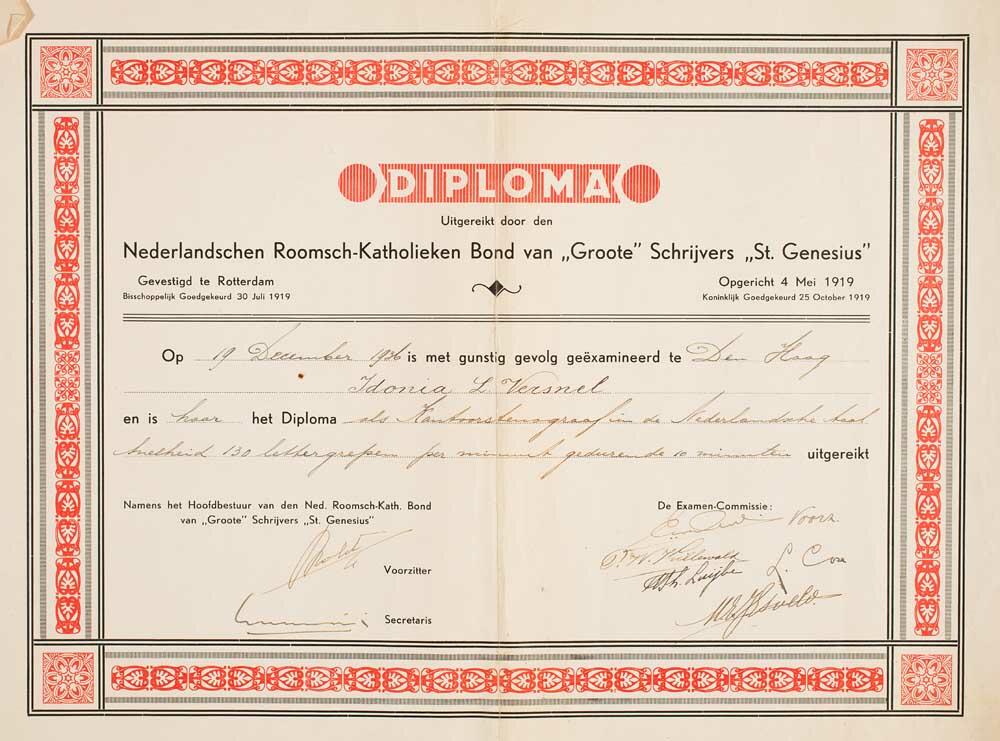 DIPLOMA
Uitgereikt door den
Nederlandschen Roomsch-Katholieken Bond van „Groote” Schrijvers „St. Genesius”
Gevestigd te Rotterdam
Bisschoppelijk Goedgekeurd 30 Juli 1919
Opgericht 4 Mei 1919
Koninklijk Goedgekeurd 25 October 1919
Op 19 December 1936 is met gunstig gevolg geëxamineerd te Den Haag
Idonia L Versnel
en is haar het Diploma als Kantoorstenograaf in de Nederlandsche taal
snelheid 130 lettergrepen per minuut gedurende 10 minuten uitgereikt
Namens het Hoofdbestuur van den Ned. Roomsch-Kath. Bond
van „Groote” Schrijvers „St. Genesius”
Voorzitter
Secretaris
De Examen-Commissie:
Voorz.